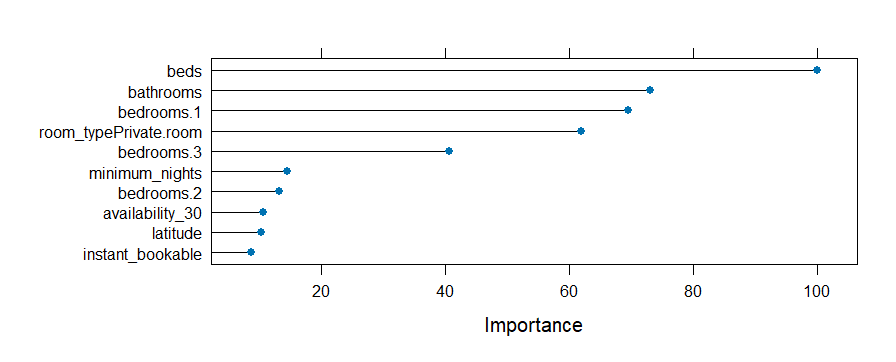 beds
bathrooms
bedrooms.1
room_typePrivate.room
bedrooms.3
minimum_nights
bedrooms.2
availability_30
latitude
instant_bookable
20 40 60 80 100
Importance